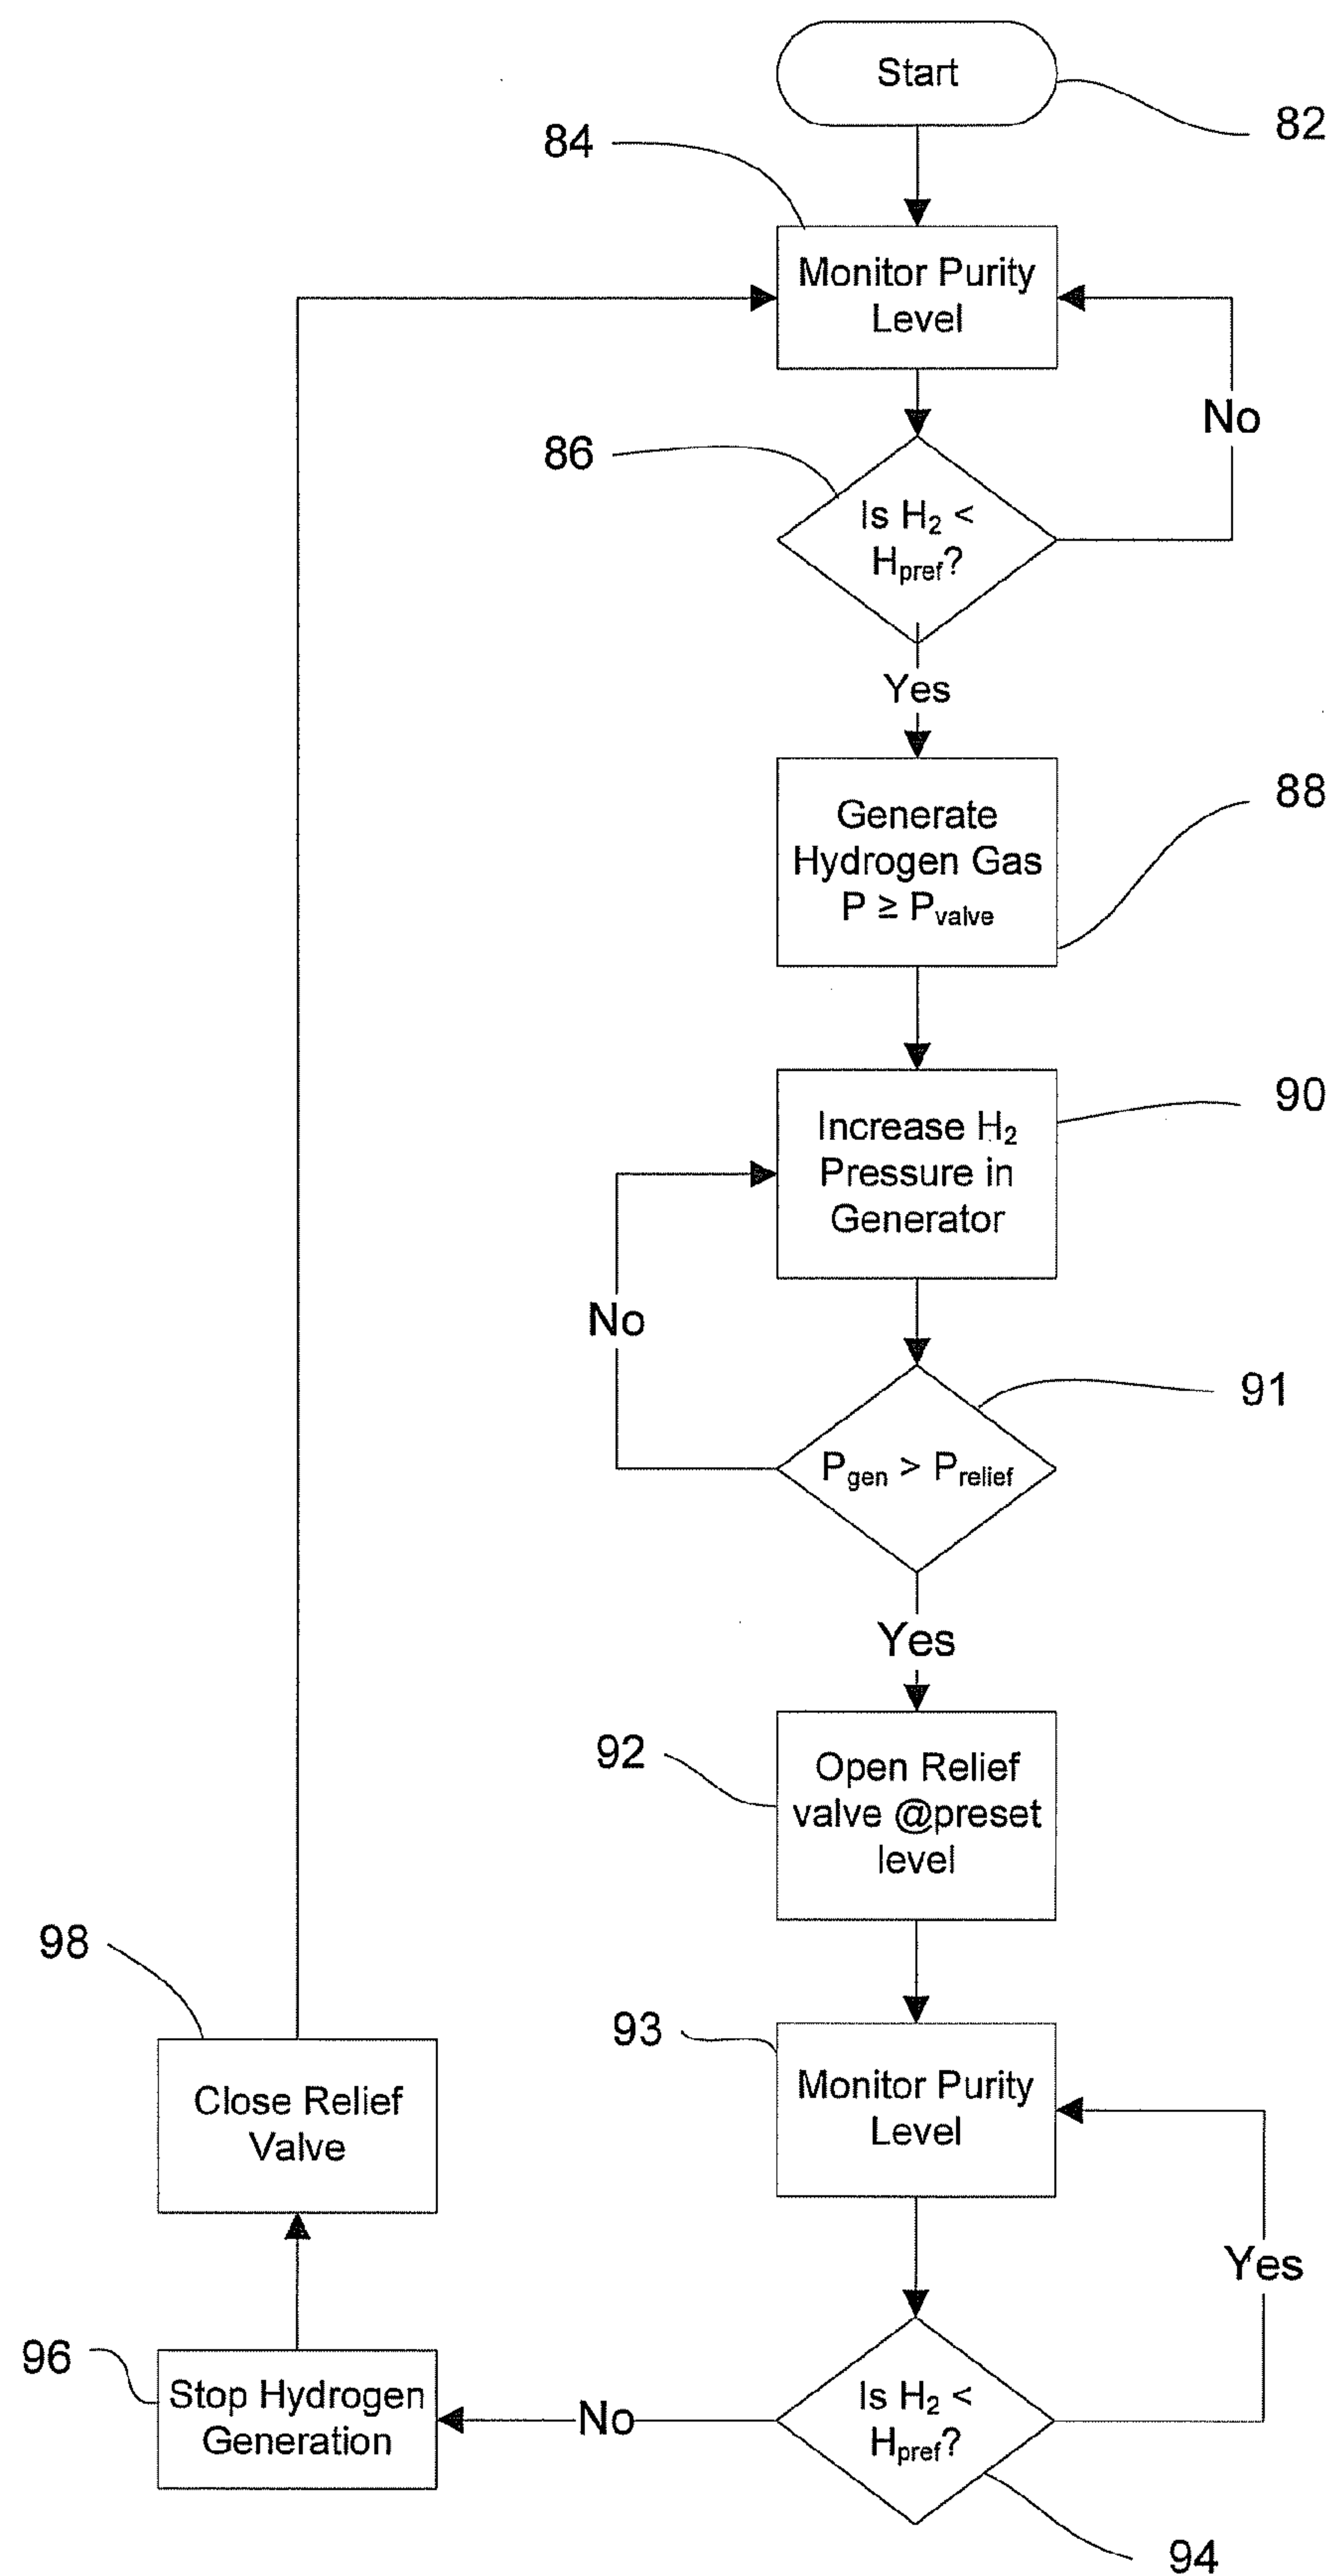 Start
82
84
Monitor Purity
Level
No
86
Is H₂ <
Hpref?
Yes
88
Generate
Hydrogen Gas
P ≥ Pvalve
90
Increase H₂
Pressure in
Generator
No
91
Pgen > Prelief
Yes
92
Open Relief
valve @preset
level
93
Monitor Purity
Level
98
Close Relief
Valve
Yes
96
Stop Hydrogen
Generation
No
Is H₂ <
Hpref?
94